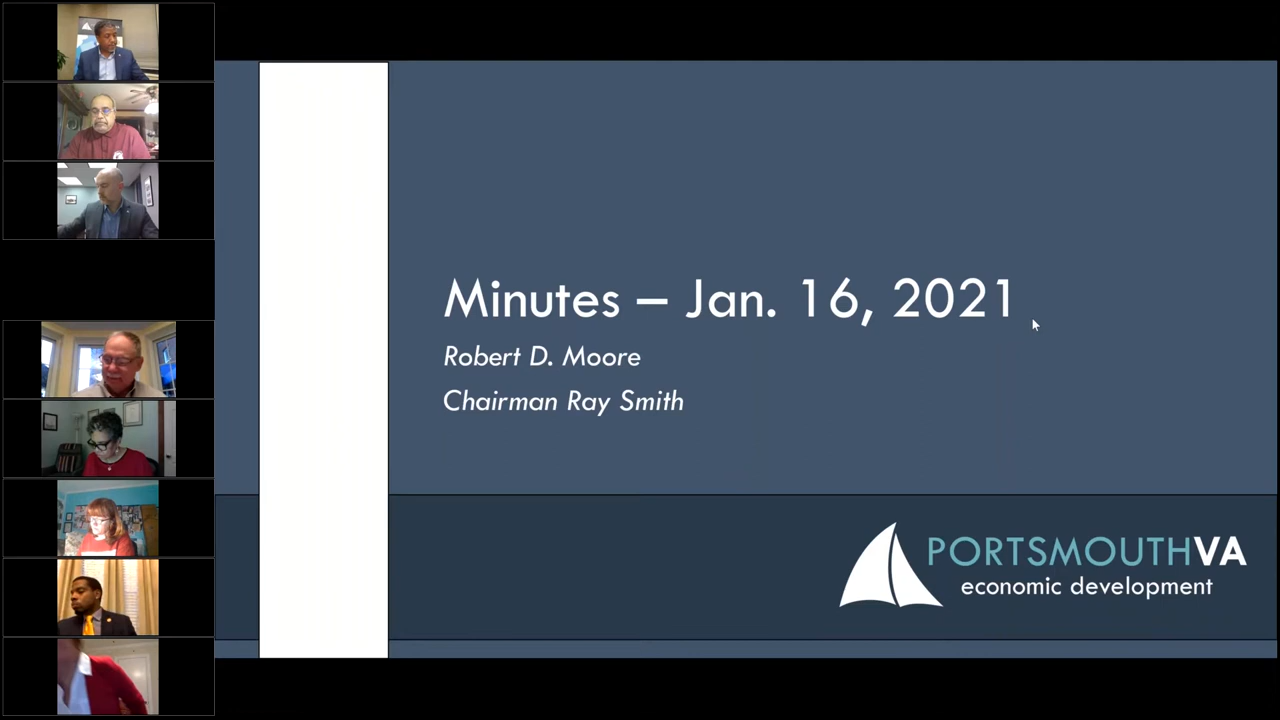 Minutes – Jan. 16, 2021
Robert D. Moore
Chairman Ray Smith
PORTSMOUTHVA
economic development